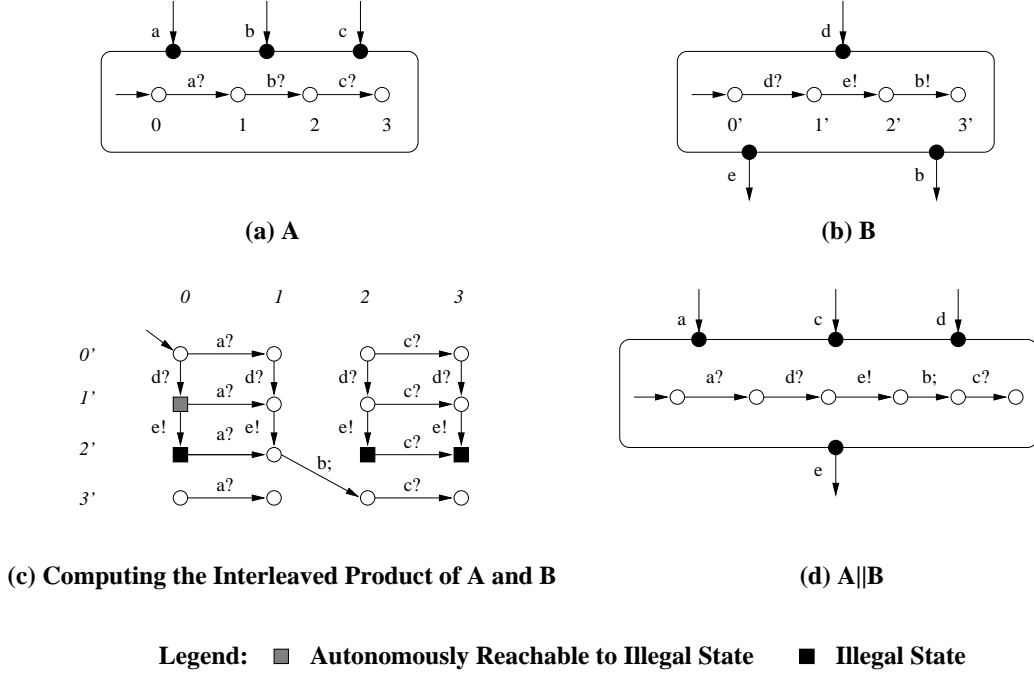 a b c
a? b? c?
0 1 2 3
(a) A
d
d? e! b!
0' 1' 2' 3'
e b
(b) B
0 1 2 3
0' a? c?
d? d? d? d?
1' a? c?
e! e! e! e!
2' a? c?
b;
3' a? c?
(c) Computing the Interleaved Product of A and B
a c d
a? d? e! b; c?
e
(d) A||B
Legend: Autonomously Reachable to Illegal State Illegal State